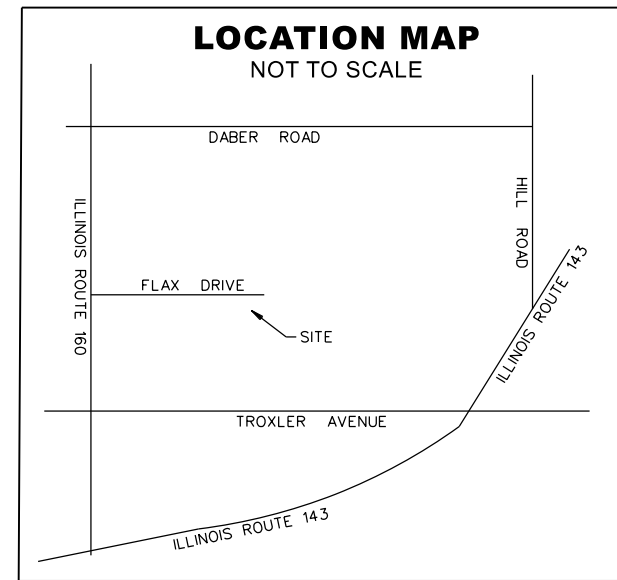 LOCATION MAP
NOT TO SCALE
DABER ROAD
ILLINOIS ROUTE 160
HILL ROAD
FLAX DRIVE
SITE
ILLINOIS ROUTE 143
TROXLER AVENUE
ILLINOIS ROUTE 143